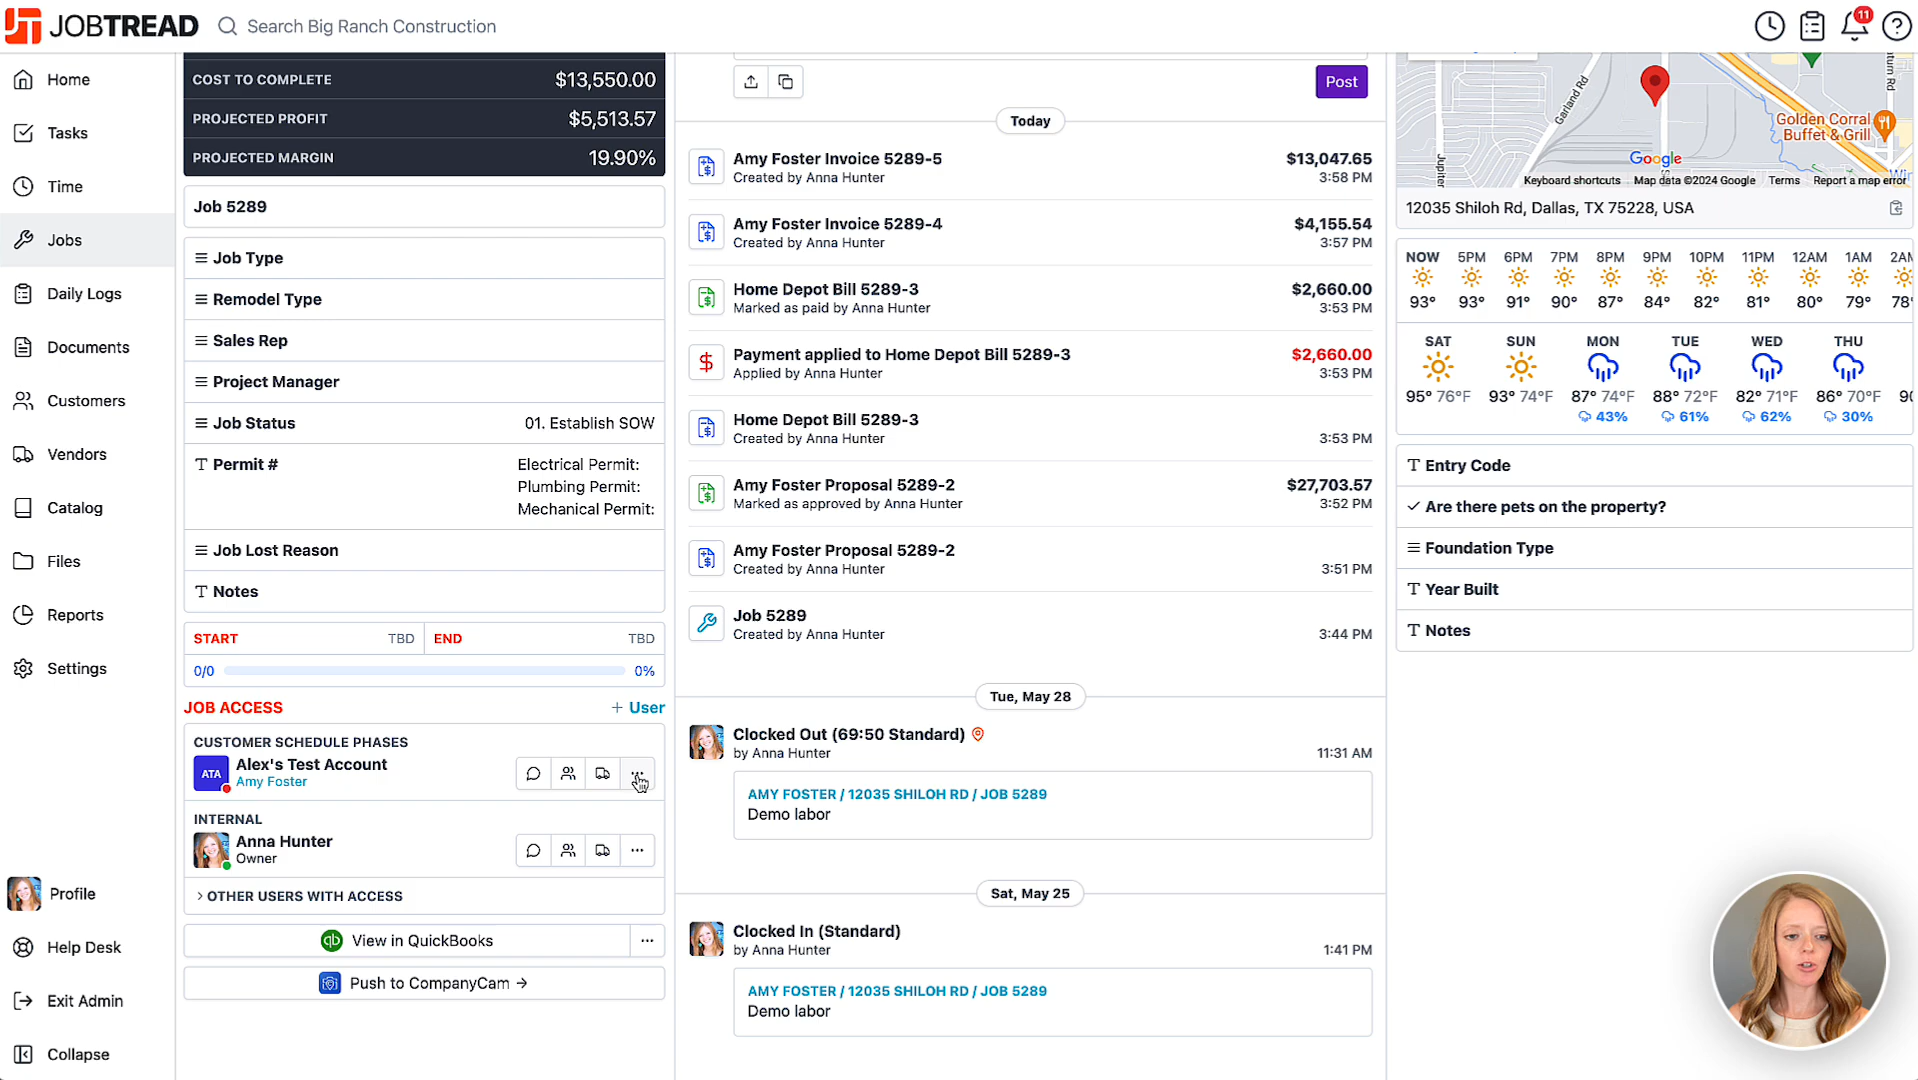 JOBTREAD
Search Big Ranch Construction
11
Home
Tasks
Time
Jobs
Daily Logs
Documents
Customers
Vendors
Catalog
Files
Reports
Settings
Profile
Help Desk
Exit Admin
Collapse
COST TO COMPLETE $13,550.00
PROJECTED PROFIT $5,513.57
PROJECTED MARGIN 19.90%
Job 5289
Job Type
Remodel Type
Sales Rep
Project Manager
Job Status 01. Establish SOW
Permit # Electrical Permit:
Plumbing Permit:
Mechanical Permit:
Job Lost Reason
Notes
START TBD END TBD
0/0 0%
JOB ACCESS + User
CUSTOMER SCHEDULE PHASES
ATA
Alex's Test Account
Amy Foster
INTERNAL
Anna Hunter
Owner
OTHER USERS WITH ACCESS
qb View in QuickBooks
Push to CompanyCam →
Post
Today
Amy Foster Invoice 5289-5 $13,047.65
Created by Anna Hunter 3:58 PM
Amy Foster Invoice 5289-4 $4,155.54
Created by Anna Hunter 3:57 PM
Home Depot Bill 5289-3 $2,660.00
Marked as paid by Anna Hunter 3:53 PM
Payment applied to Home Depot Bill 5289-3 $2,660.00
Applied by Anna Hunter 3:53 PM
Home Depot Bill 5289-3
Created by Anna Hunter 3:53 PM
Amy Foster Proposal 5289-2 $27,703.57
Marked as approved by Anna Hunter 3:52 PM
Amy Foster Proposal 5289-2
Created by Anna Hunter 3:51 PM
Job 5289
Created by Anna Hunter 3:44 PM
Tue, May 28
Clocked Out (69:50 Standard)
by Anna Hunter 11:31 AM
AMY FOSTER / 12035 SHILOH RD / JOB 5289
Demo labor
Sat, May 25
Clocked In (Standard)
by Anna Hunter 1:41 PM
AMY FOSTER / 12035 SHILOH RD / JOB 5289
Demo labor
Garland Rd
Jupiter
Golden Corral
Buffet & Grill
Google
Keyboard shortcuts Map data ©2024 Google Terms Report a map error
12035 Shiloh Rd, Dallas, TX 75228, USA
NOW 5PM 6PM 7PM 8PM 9PM 10PM 11PM 12AM 1AM 2AM
93° 93° 91° 90° 87° 84° 82° 81° 80° 79° 78°
SAT SUN MON TUE WED THU
95° 76°F 93° 74°F 87° 74°F 88° 72°F 82° 71°F 86° 70°F
43% 61% 62% 30%
Entry Code
Are there pets on the property?
Foundation Type
Year Built
Notes